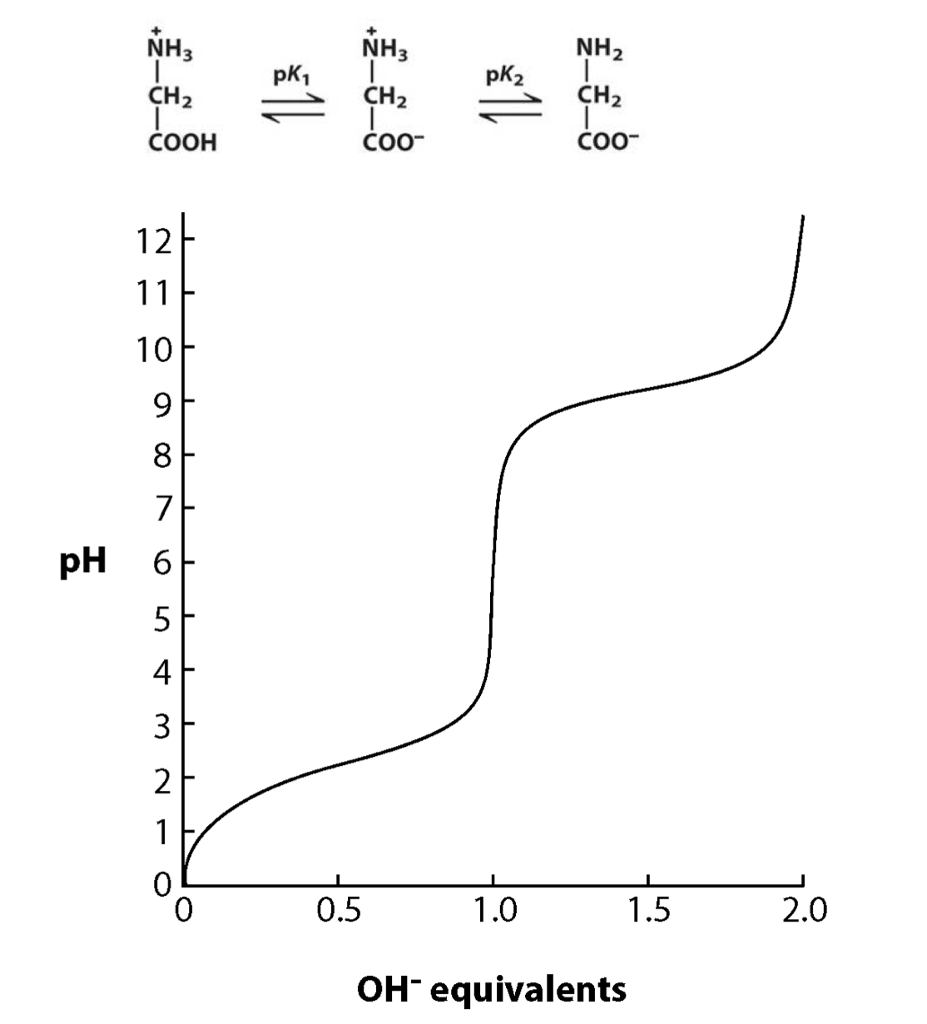 + + 
NH3 NH3 NH2
pK1 pK2
CH2 CH2 CH2
COOH COO− COO−
12
11
10
9
8
7
pH 6
5
4
3
2
1
0
0 0.5 1.0 1.5 2.0
OH− equivalents